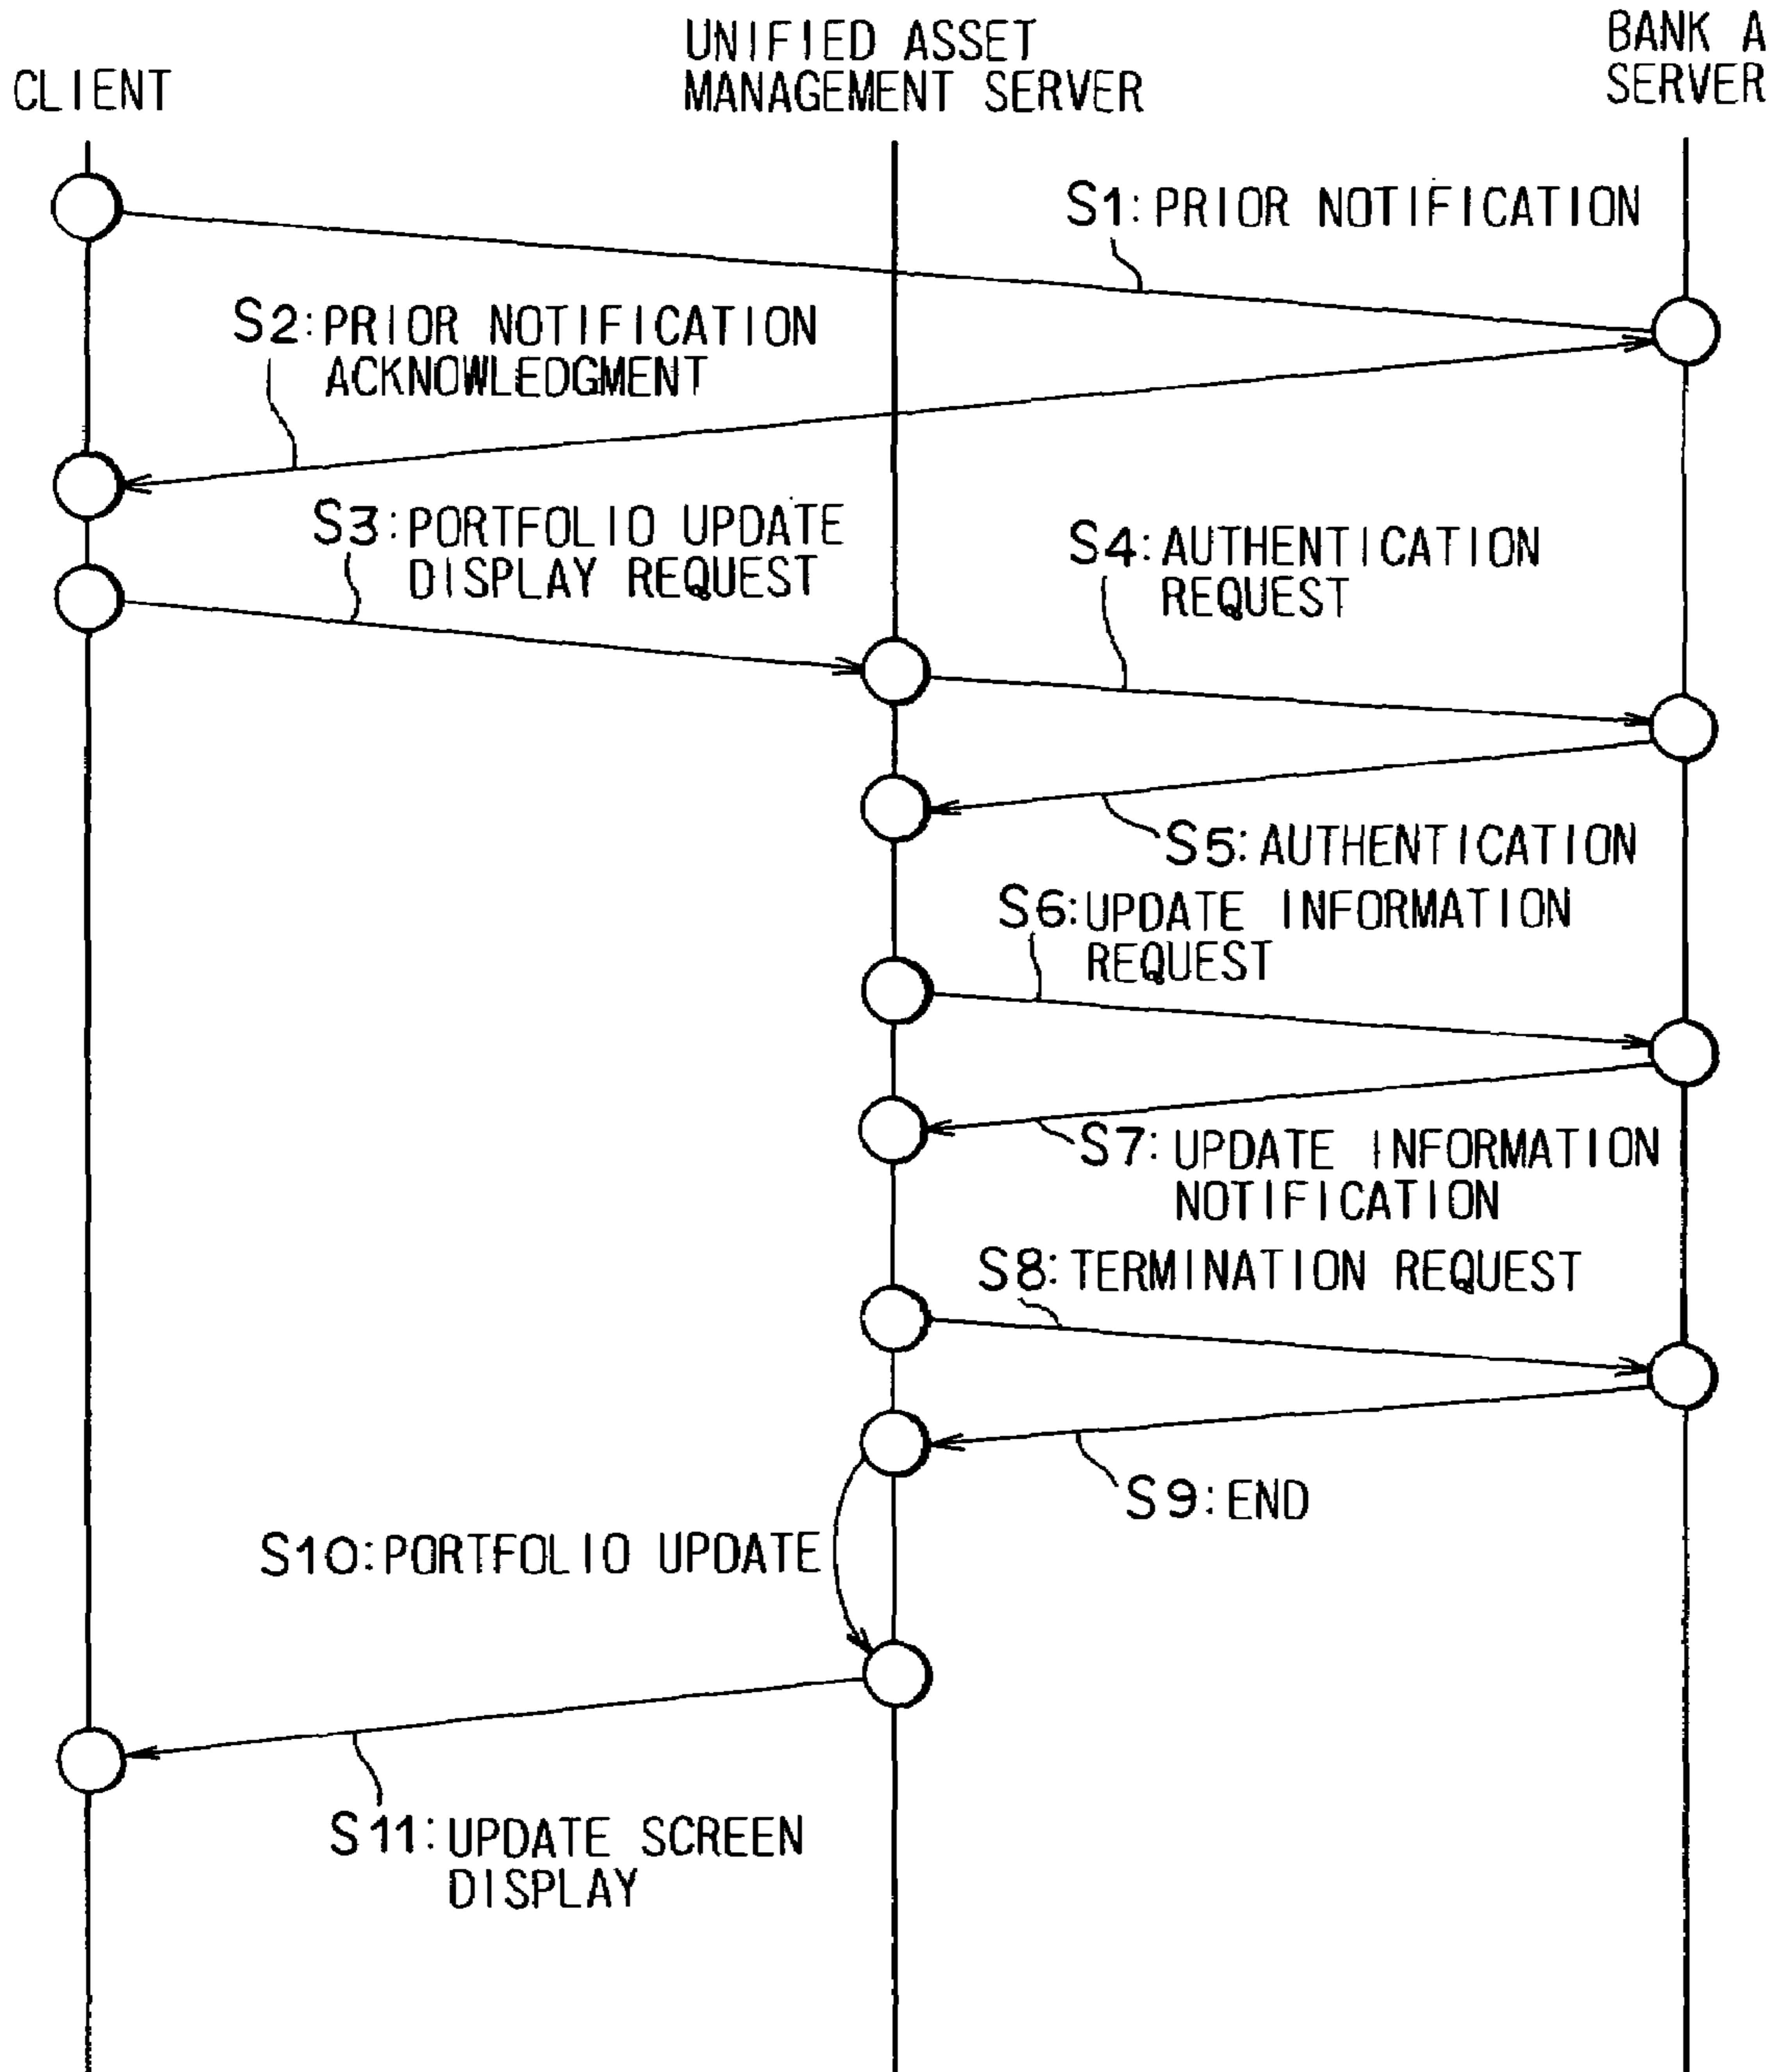 CLIENT
UNIFIED ASSET
MANAGEMENT SERVER
BANK A
SERVER
S1: PRIOR NOTIFICATION
S2: PRIOR NOTIFICATION
ACKNOWLEDGMENT
S3: PORTFOLIO UPDATE
DISPLAY REQUEST
S4: AUTHENTICATION
REQUEST
S5: AUTHENTICATION
S6: UPDATE INFORMATION
REQUEST
S7: UPDATE INFORMATION
NOTIFICATION
S8: TERMINATION REQUEST
S9: END
S10: PORTFOLIO UPDATE
S11: UPDATE SCREEN
DISPLAY